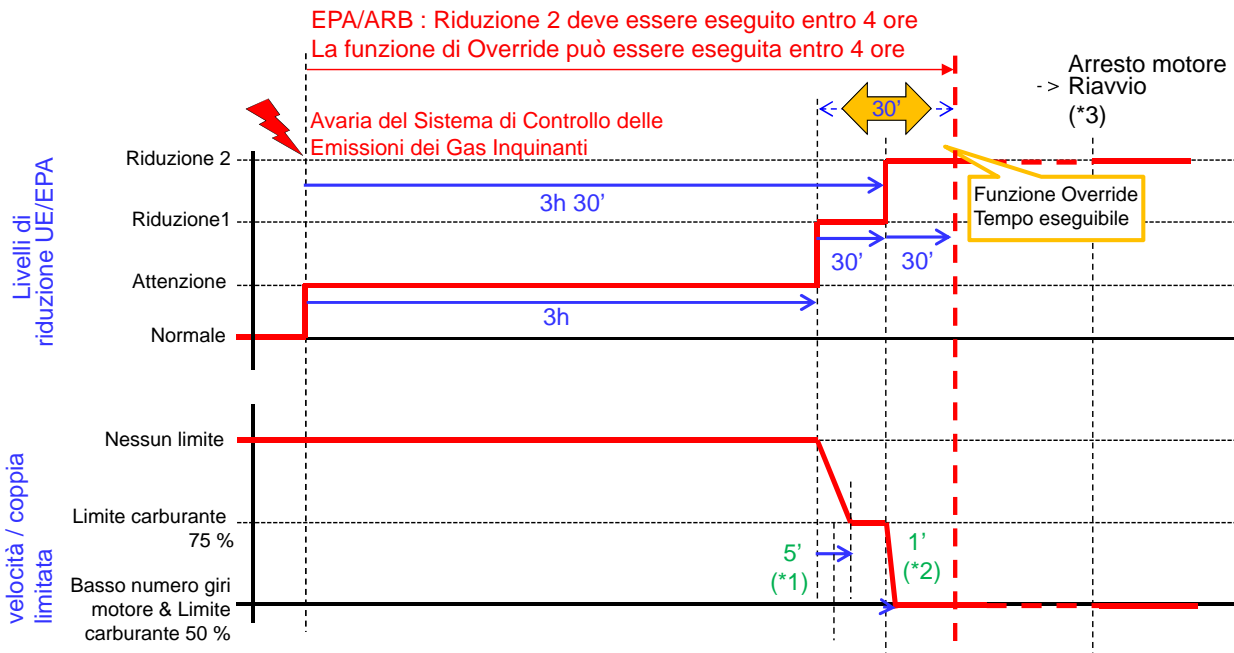 EPA/ARB : Riduzione 2 deve essere eseguito entro 4 ore
La funzione di Override può essere eseguita entro 4 ore
Arresto motore
-> Riavvio
(*3)
30'
Avaria del Sistema di Controllo delle
Emissioni dei Gas Inquinanti
Livelli di
riduzione UE/EPA
Riduzione 2
Riduzione1
Attenzione
Normale
3h 30'
30'
30'
3h
Funzione Override
Tempo eseguibile
velocità / coppia
limitata
Nessun limite
Limite carburante
75 %
Basso numero giri
motore & Limite
carburante 50 %
5'
(*1)
1'
(*2)